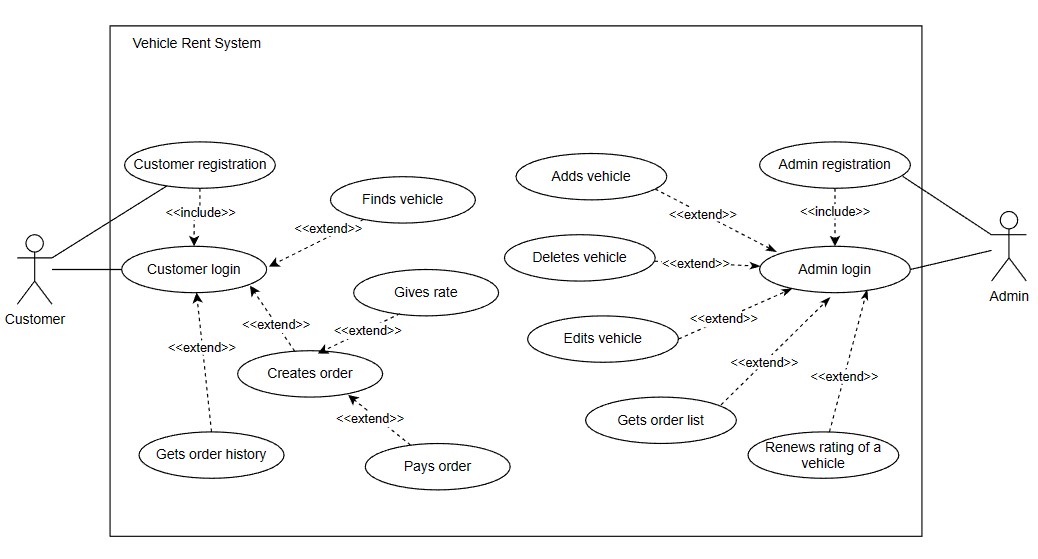 Vehicle Rent System
Customer registration
Admin registration
Adds vehicle
Finds vehicle
<<include>>
<<extend>>
<<include>>
<<extend>>
Customer login
Deletes vehicle
<<extend>>
Admin login
Customer
Admin
Gives rate
<<extend>>
<<extend>>
<<extend>>
Edits vehicle
<<extend>>
<<extend>>
<<extend>>
Creates order
<<extend>>
<<extend>>
Gets order list
Gets order history
Pays order
Renews rating of a
vehicle